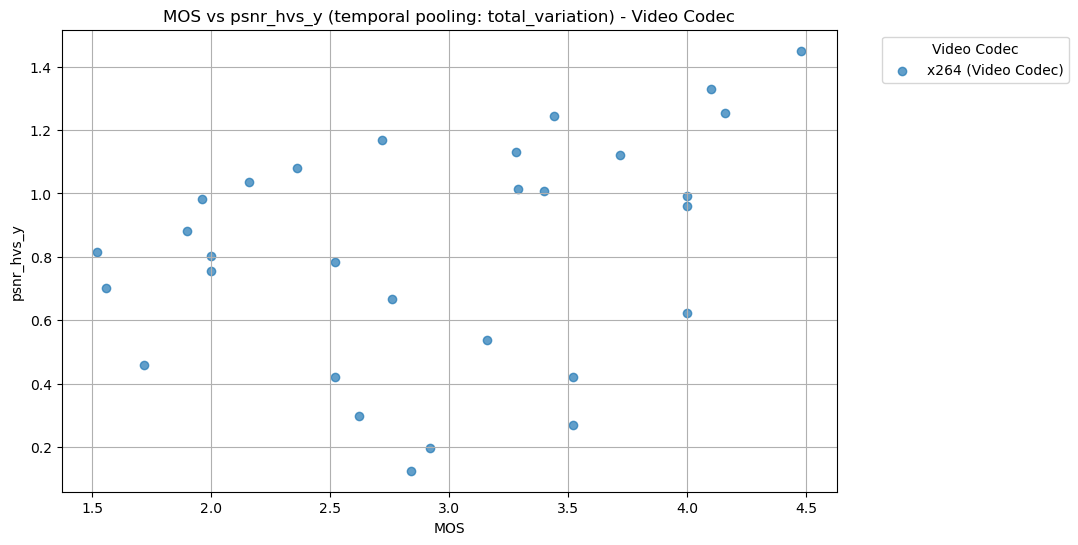 MOS vs psnr_hvs_y (temporal pooling: total_variation) - Video Codec
Video Codec
x264 (Video Codec)
psnr_hvs_y
1.4
1.2
1.0
0.8
0.6
0.4
0.2
1.5 2.0 2.5 3.0 3.5 4.0 4.5
MOS